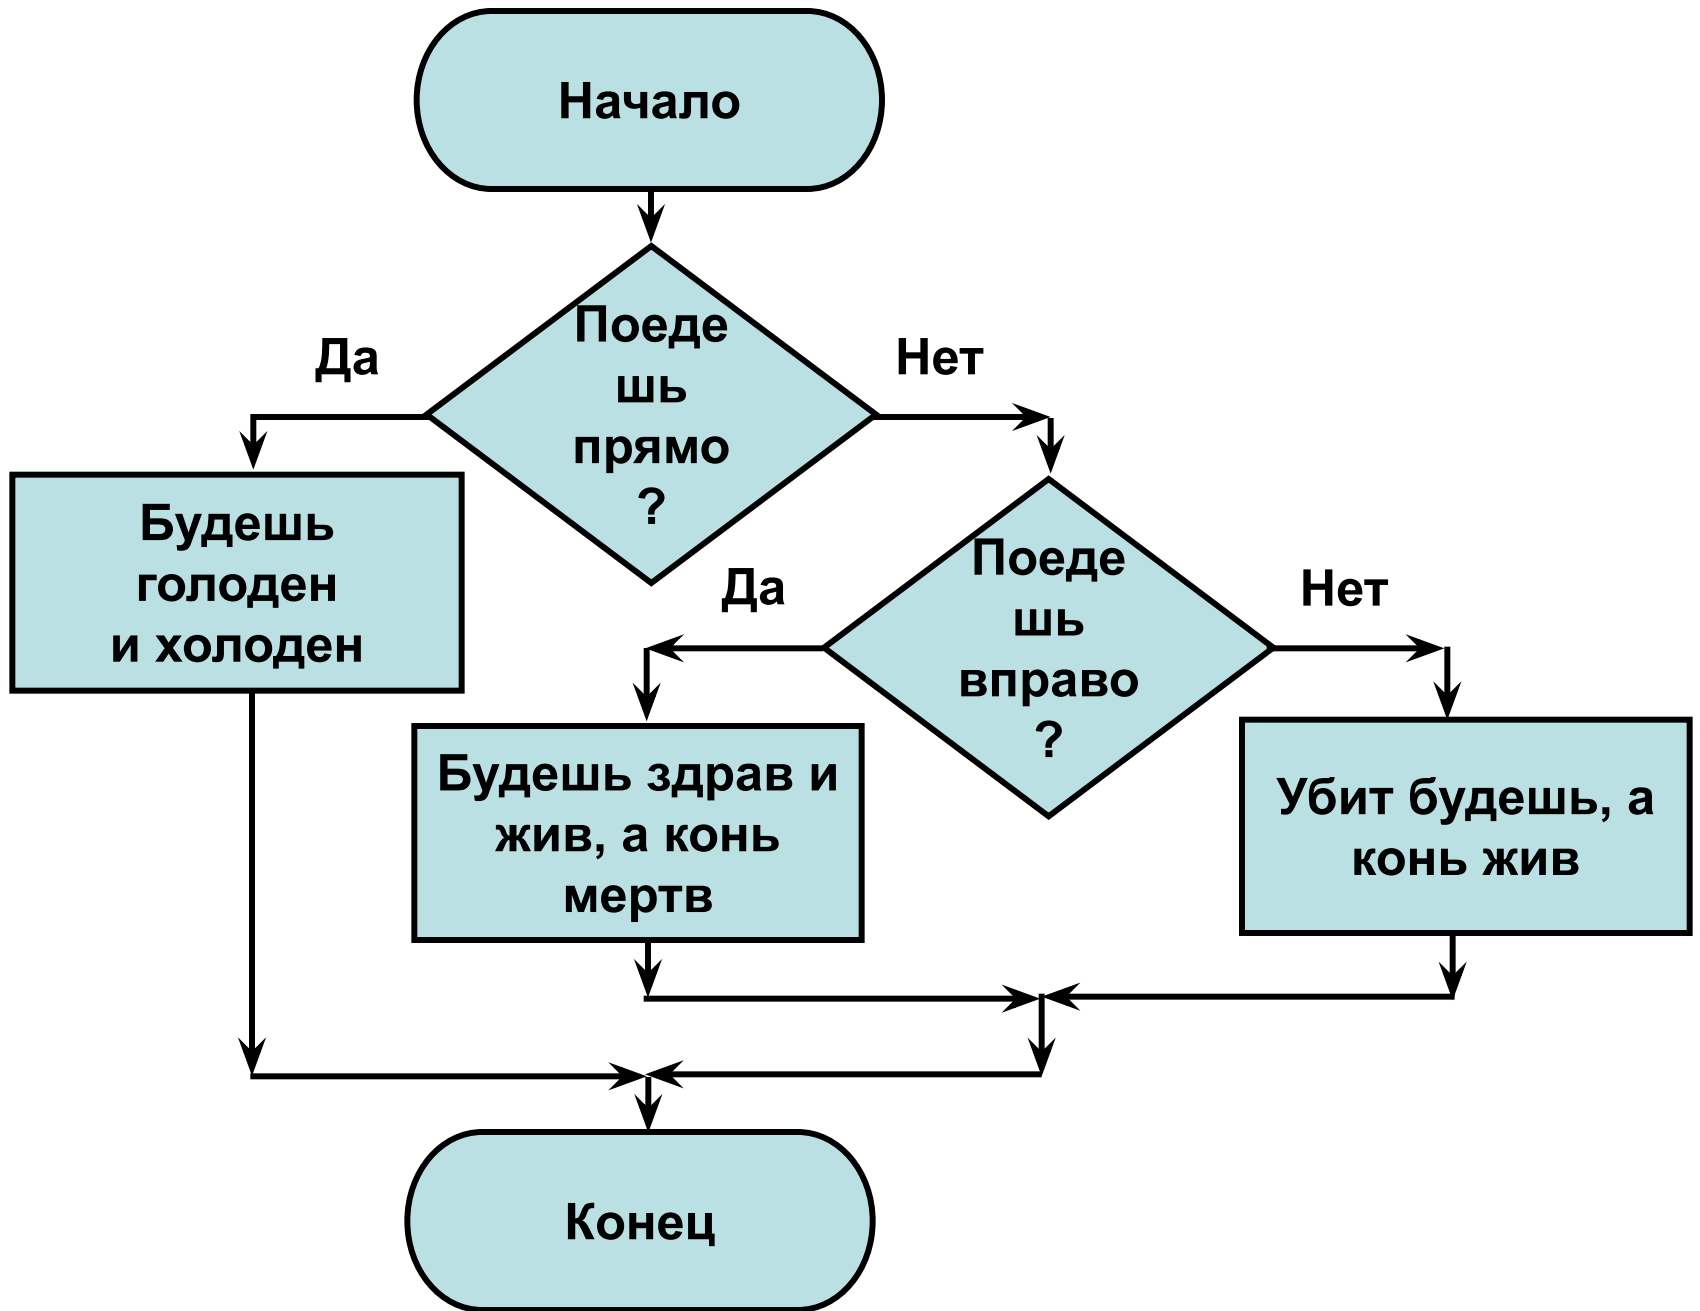 Начало
Поеде
шь
прямо
?
Да
Нет
Будешь
голоден
и холоден
Поеде
шь
вправо
?
Да
Нет
Будешь здрав и
жив, а конь
мертв
Убит будешь, а
конь жив
Конец